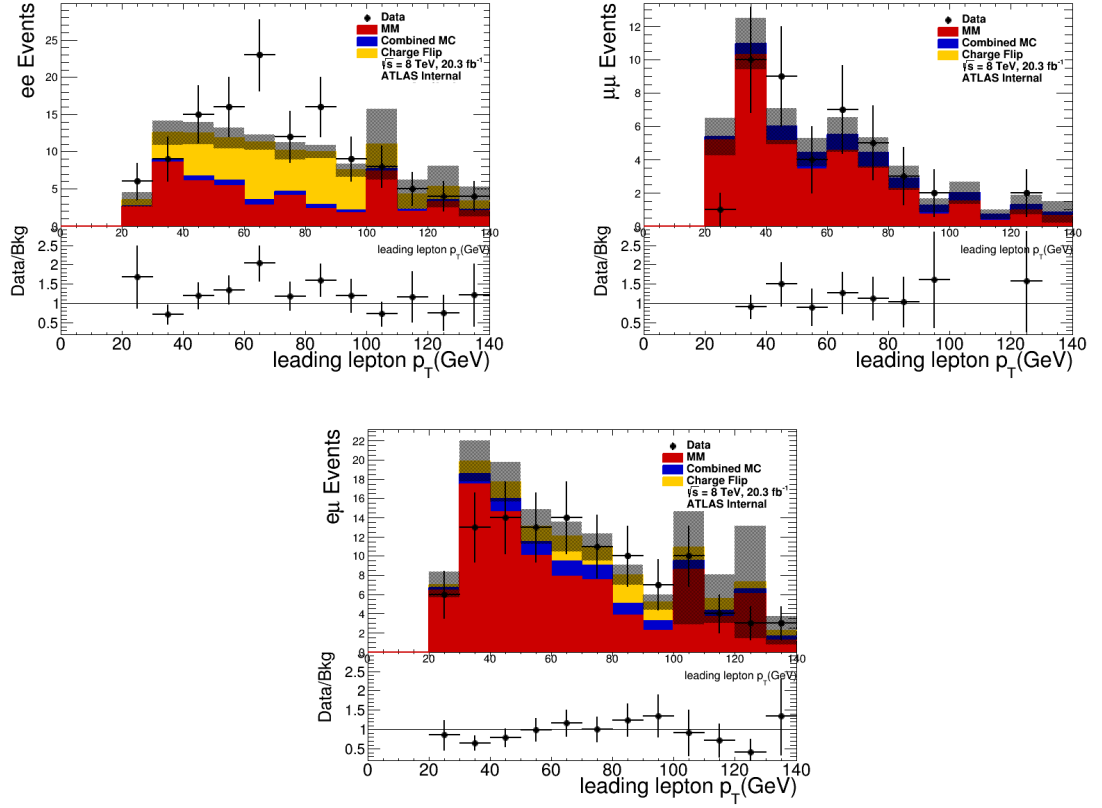 ee Events
25
20
15
10
5
0
Data
MM
Combined MC
Charge Flip
√s = 8 TeV, 20.3 fb⁻¹
ATLAS Internal
0 20 40 60 80 100 120 140
leading lepton p_T(GeV)
Data/Bkg
2.5
2
1.5
1
0.5
0 20 40 60 80 100 120 140
leading lepton p_T(GeV)
μμ Events
12
10
8
6
4
2
0
Data
MM
Combined MC
Charge Flip
√s = 8 TeV, 20.3 fb⁻¹
ATLAS Internal
0 20 40 60 80 100 120 140
leading lepton p_T(GeV)
Data/Bkg
2.5
2
1.5
1
0.5
0 20 40 60 80 100 120 140
leading lepton p_T(GeV)
eμ Events
22
20
18
16
14
12
10
8
6
4
2
0
Data
MM
Combined MC
Charge Flip
√s = 8 TeV, 20.3 fb⁻¹
ATLAS Internal
0 20 40 60 80 100 120 140
leading lepton p_T(GeV)
Data/Bkg
2.5
2
1.5
1
0.5
0 20 40 60 80 100 120 140
leading lepton p_T(GeV)